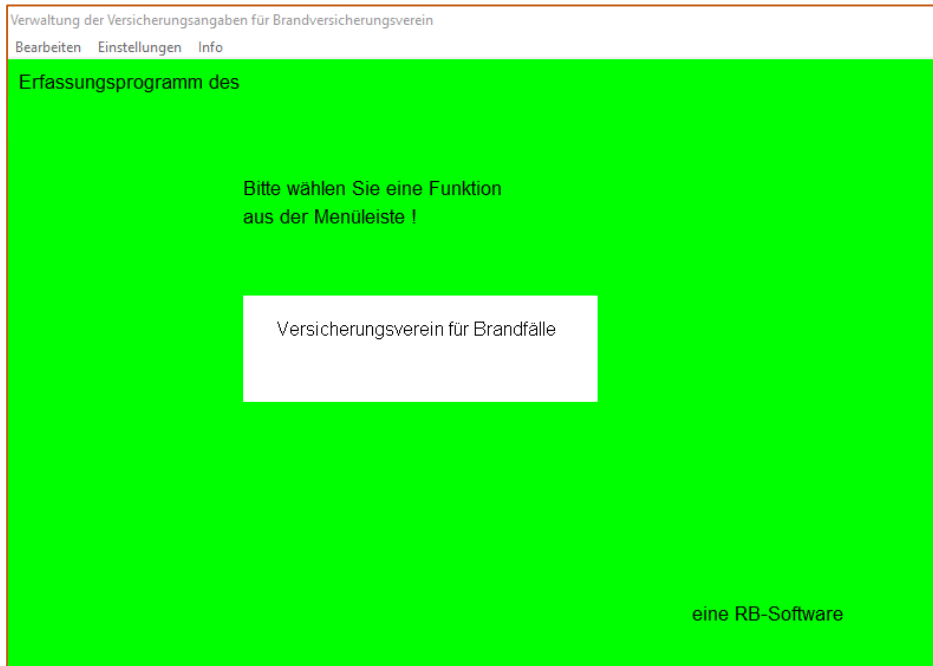 Verwaltung der Versicherungsangaben für Brandversicherungsverein
Bearbeiten Einstellungen Info
Erfassungsprogramm des
Bitte wählen Sie eine Funktion
aus der Menüleiste !
Versicherungsverein für Brandfälle
eine RB-Software